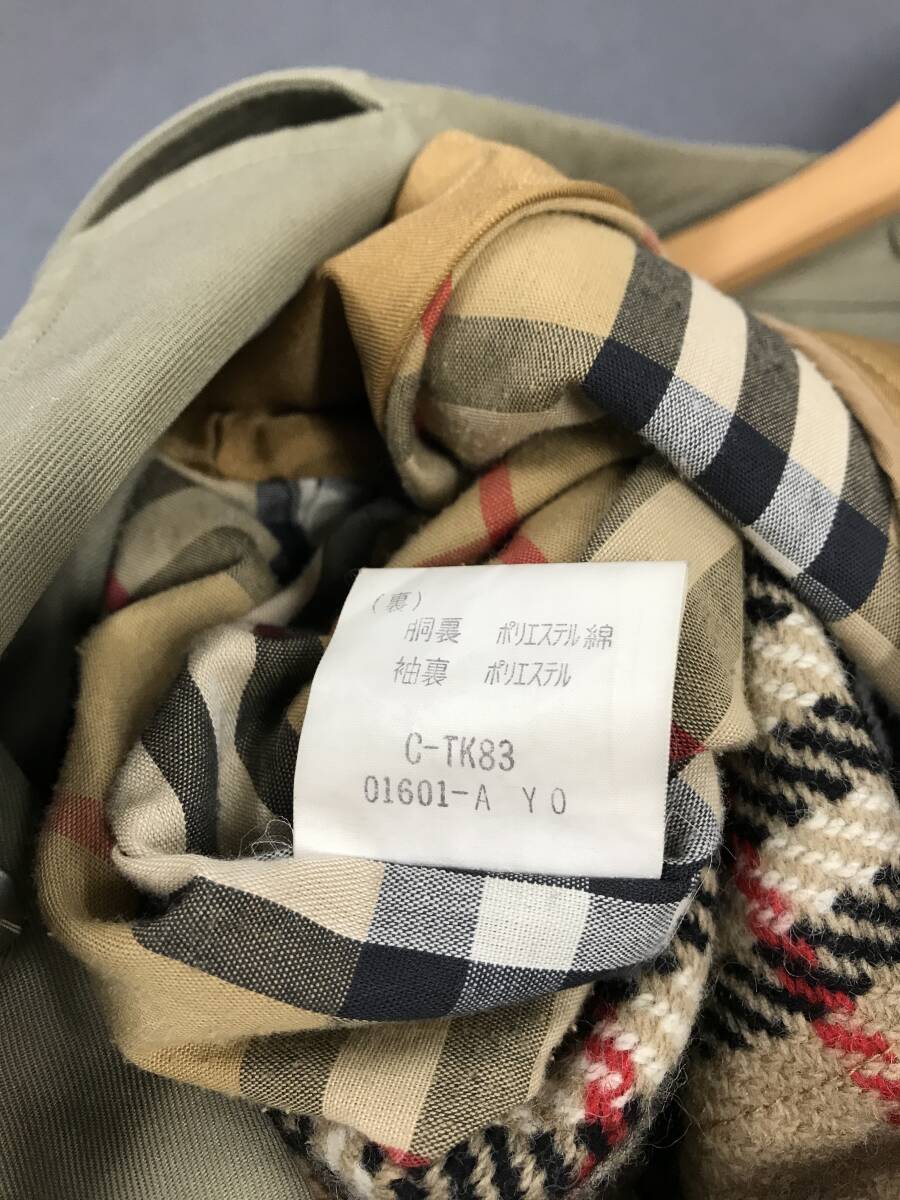 (裏)
胴裏 ポリエステル綿
袖裏 ポリエステル
C-TK83
01601-A YO